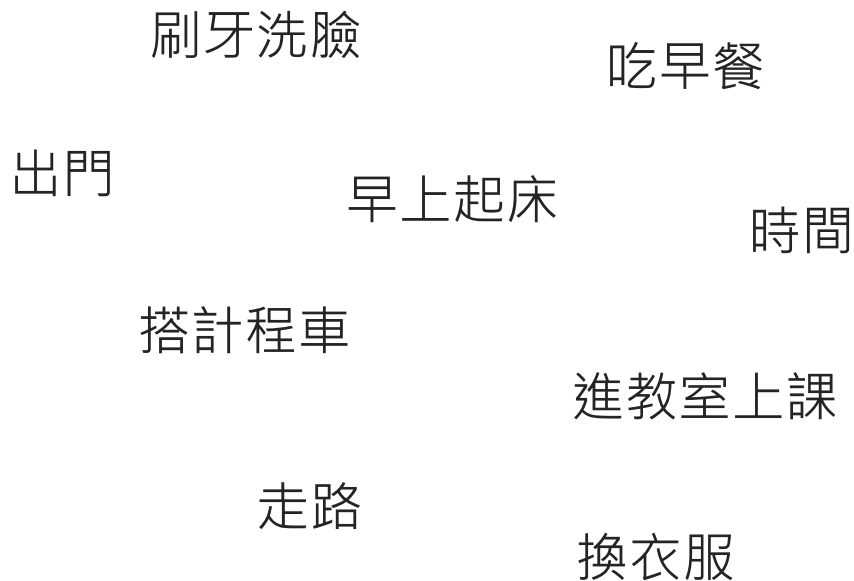 刷牙洗臉
吃早餐
出門
早上起床
時間
搭計程車
進教室上課
走路
換衣服